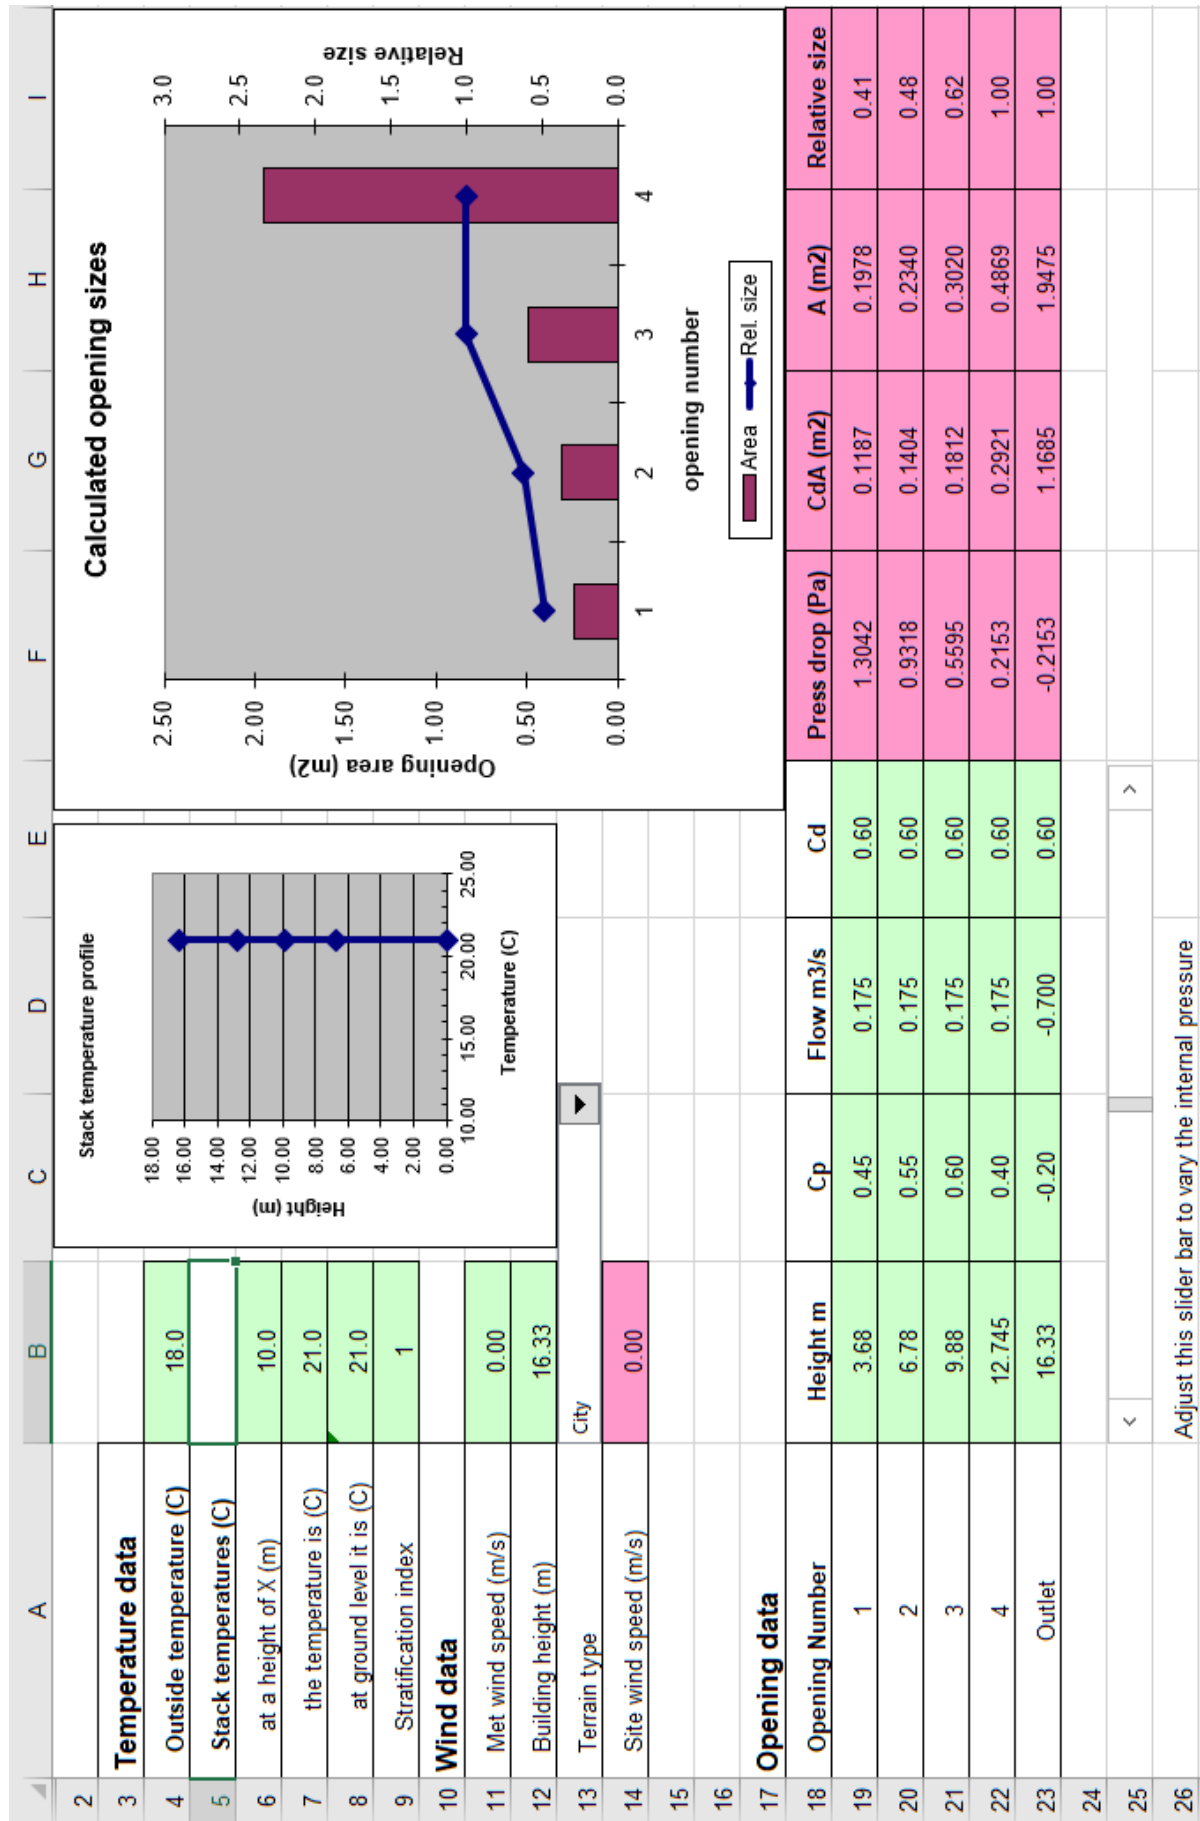 A B C D E F G H I
2
3 Temperature data
4 Outside temperature (C) 18.0
5 Stack temperatures (C)
6 at a height of X (m) 10.0
7 the temperature is (C) 21.0
8 at ground level it is (C) 21.0
9 Stratification index 1
10 Wind data
11 Met wind speed (m/s) 0.00
12 Building height (m) 16.33
13 Terrain type City
14 Site wind speed (m/s) 0.00
15
16
Stack temperature profile
Height (m)
18.00
16.00
14.00
12.00
10.00
8.00
6.00
4.00
2.00
0.00
10.00 15.00 20.00 25.00
Temperature (C)
Calculated opening sizes
Opening area (m2)
2.50
2.00
1.50
1.00
0.50
0.00
Relative size
3.0
2.5
2.0
1.5
1.0
0.5
0.0
1 2 3 4
opening number
Area Rel. size
17 Opening data
18 Opening Number Height m Cp Flow m3/s Cd Press drop (Pa) CdA (m2) A (m2) Relative size
19 1 3.68 0.45 0.175 0.60 1.3042 0.1187 0.1978 0.41
20 2 6.78 0.55 0.175 0.60 0.9318 0.1404 0.2340 0.48
21 3 9.88 0.60 0.175 0.60 0.5595 0.1812 0.3020 0.62
22 4 12.745 0.40 0.175 0.60 0.2153 0.2921 0.4869 1.00
23 Outlet 16.33 -0.20 -0.700 0.60 -0.2153 1.1685 1.9475 1.00
24
25
26 Adjust this slider bar to vary the internal pressure